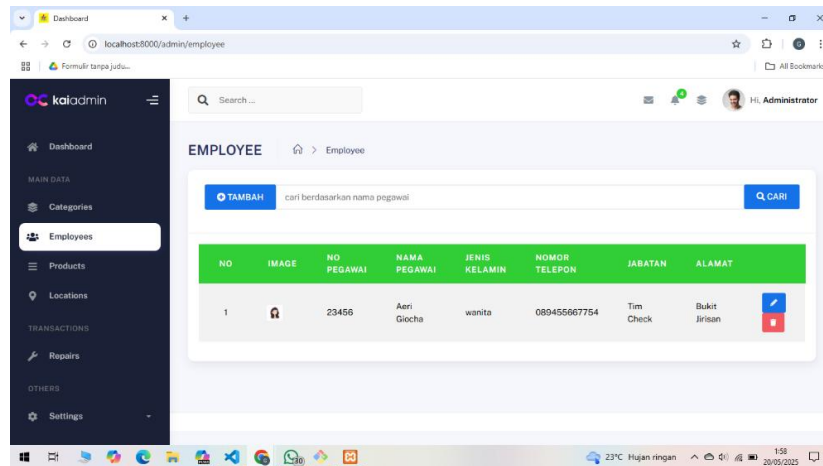 Dashboard
localhost:8000/admin/employee
Formulir tanpa judu...
All Bookmarks
kaiadmin
Search ...
4
Hi, Administrator
Dashboard
MAIN DATA
Categories
Employees
Products
Locations
TRANSACTIONS
Repairs
OTHERS
Settings
EMPLOYEE
Employee
TAMBAH
cari berdasarkan nama pegawai
CARI
NO IMAGE NO PEGAWAI NAMA PEGAWAI JENIS KELAMIN NOMOR TELEPON JABATAN ALAMAT
1 23456 Aeri Giocha wanita 089455667754 Tim Check Bukit Jirisan
23°C Hujan ringan
1:58
20/05/2025